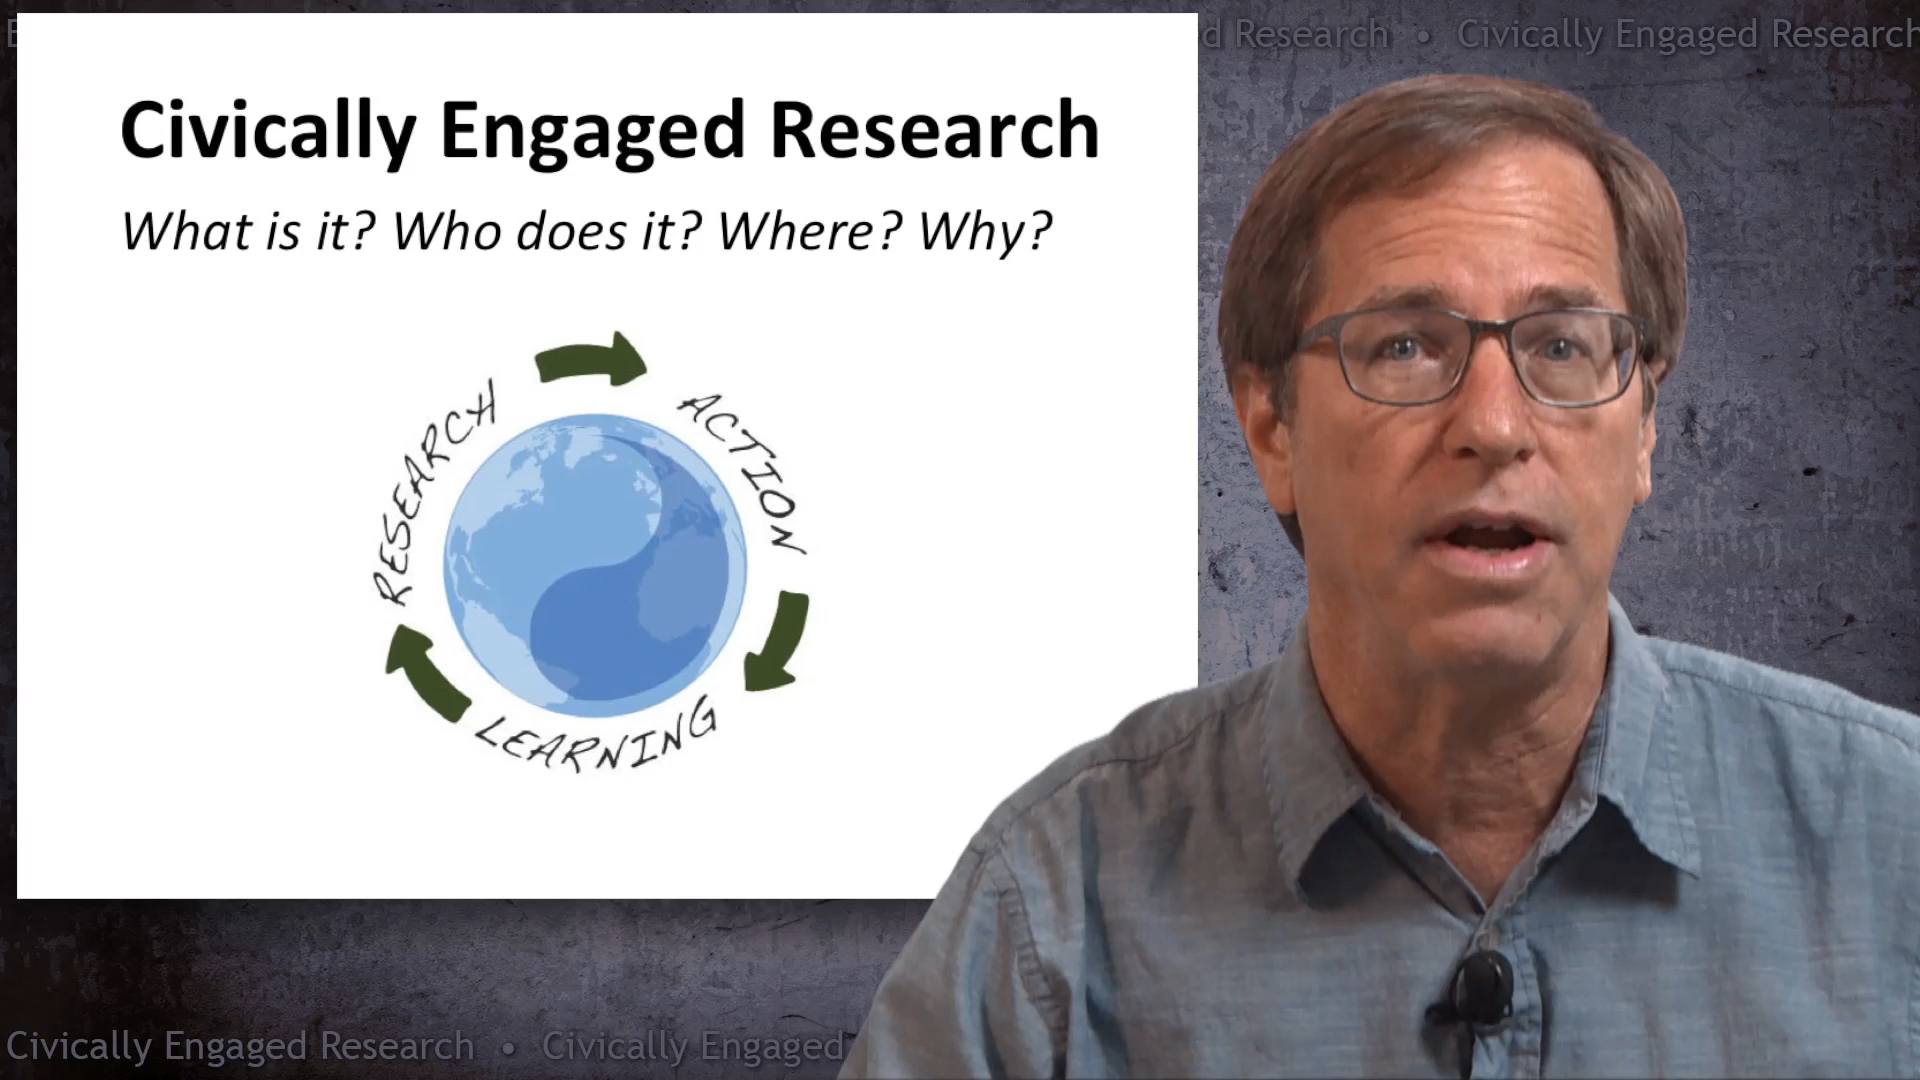 d Research • Civically Engaged Research
Civically Engaged Research
What is it? Who does it? Where? Why?
RESEARCH
ACTION
LEARNING
Civically Engaged Research • Civically Engaged